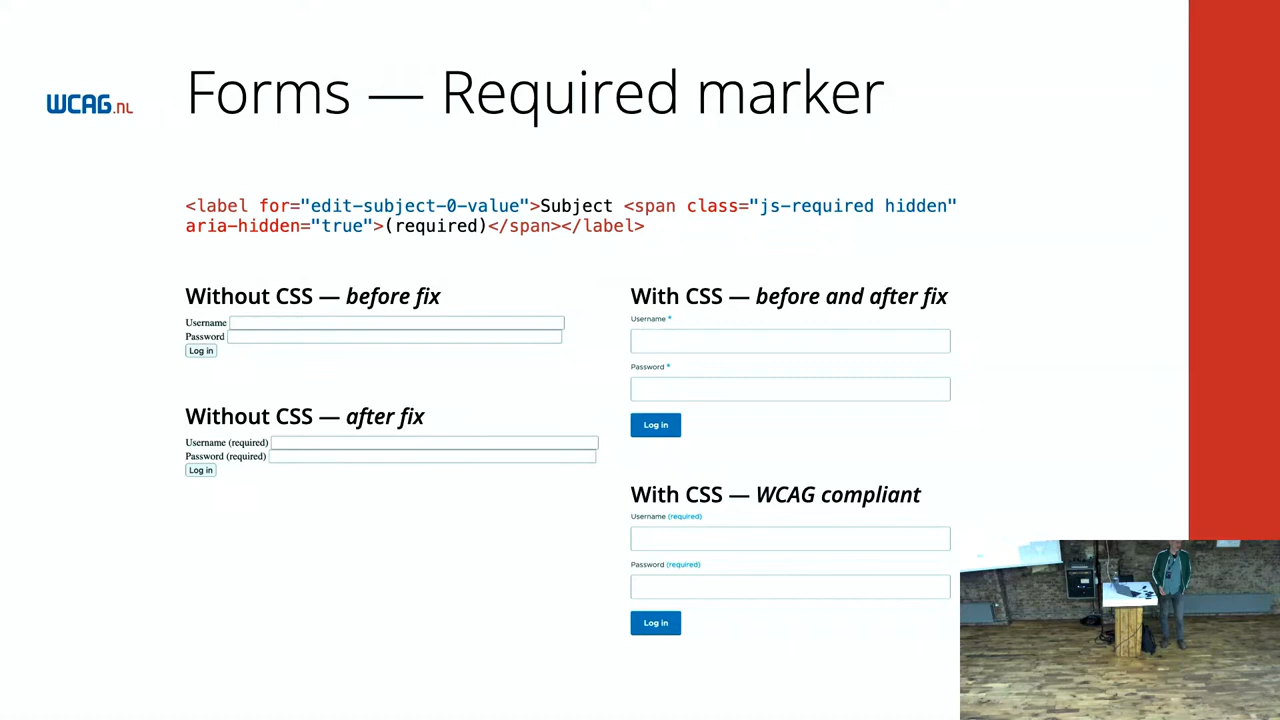 WCAG.NL
Forms — Required marker
<label for="edit-subject-0-value">Subject <span class="js-required hidden"
aria-hidden="true">(required)</span></label>
Without CSS — before fix
Username
Password
Log in
Without CSS — after fix
Username (required)
Password (required)
Log in
With CSS — before and after fix
Username *
Password *
Log in
With CSS — WCAG compliant
Username (required)
Password (required)
Log in